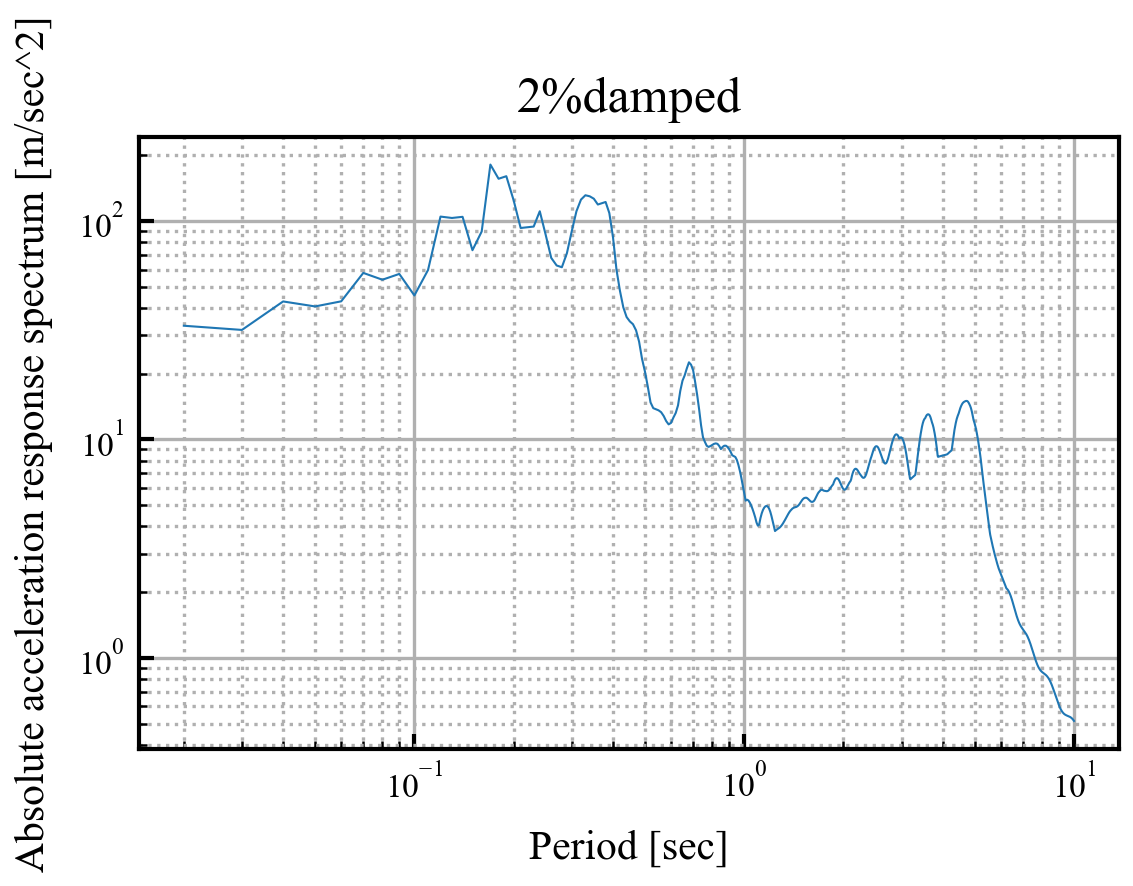 2%damped
Absolute acceleration response spectrum [m/sec^2]
10^2
10^1
10^0
10^−1
10^0
10^1
Period [sec]